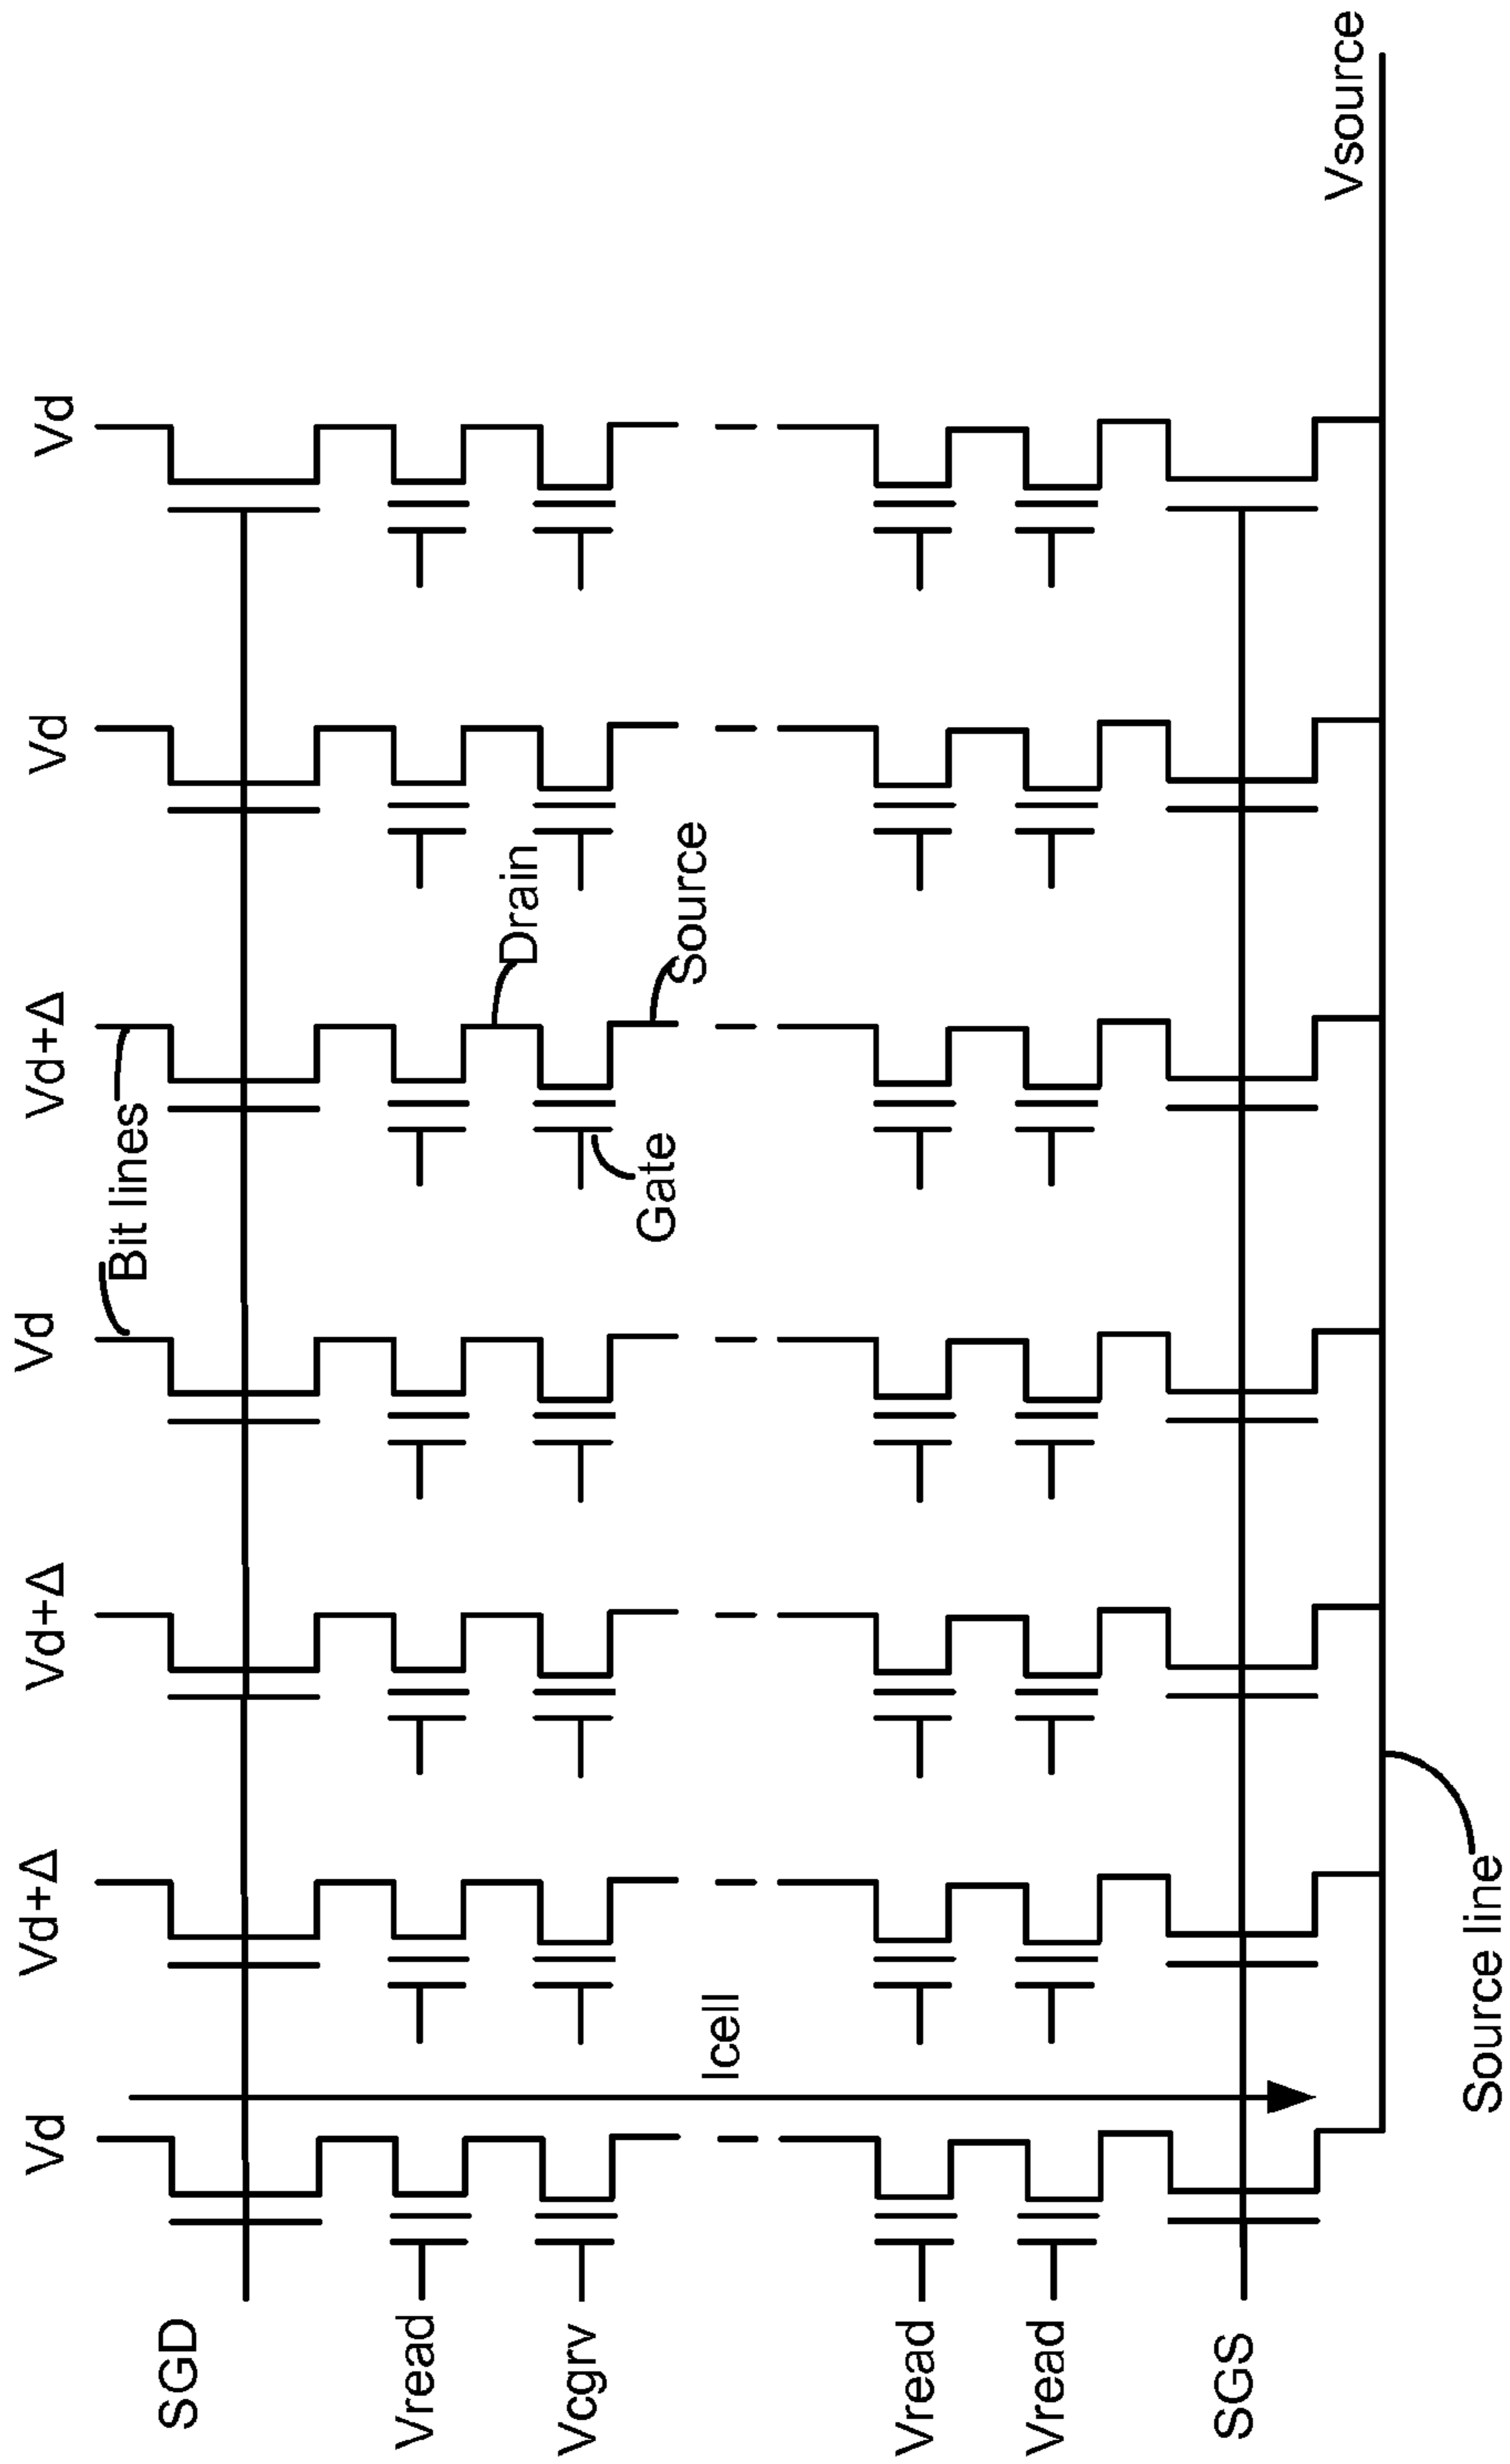 Vd
Vd+Δ
Vd+Δ
Vd
Vd+Δ
Vd
Vd
Bit lines
SGD
Vread
Drain
Vcgrv
Gate
Source
Icell
Vread
Vread
SGS
Vsource
Source line